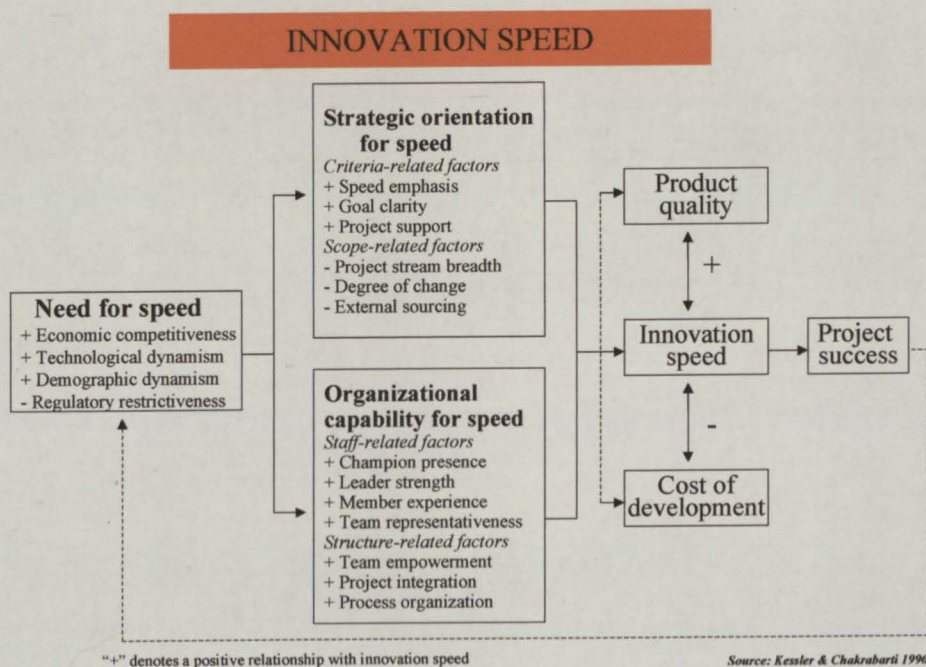 INNOVATION SPEED
Need for speed
+ Economic competitiveness
+ Technological dynamism
+ Demographic dynamism
- Regulatory restrictiveness
Strategic orientation
for speed
Criteria-related factors
+ Speed emphasis
+ Goal clarity
+ Project support
Scope-related factors
- Project stream breadth
- Degree of change
- External sourcing
Organizational
capability for speed
Staff-related factors
+ Champion presence
+ Leader strength
+ Member experience
+ Team representativeness
Structure-related factors
+ Team empowerment
+ Project integration
+ Process organization
Product
quality
+
Innovation
speed
-
Cost of
development
Project
success
"+" denotes a positive relationship with innovation speed
Source: Kessler & Chakrabarti 1996